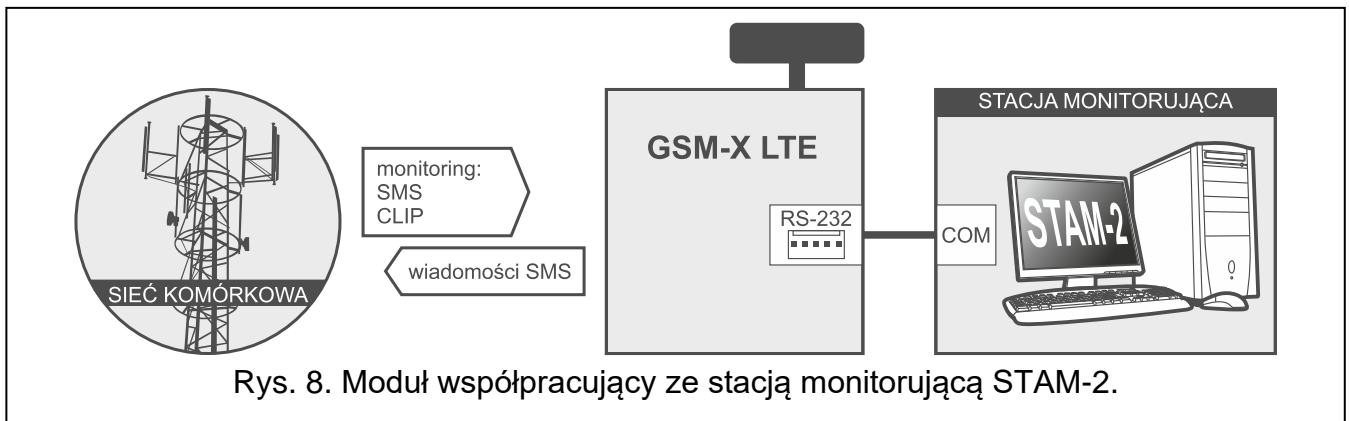 SIEĆ KOMÓRKOWA
monitoring:
SMS
CLIP
wiadomości SMS
GSM-X LTE
RS-232
STACJA MONITORUJĄCA
COM
STAM-2
Rys. 8. Moduł współpracujący ze stacją monitorującą STAM-2.